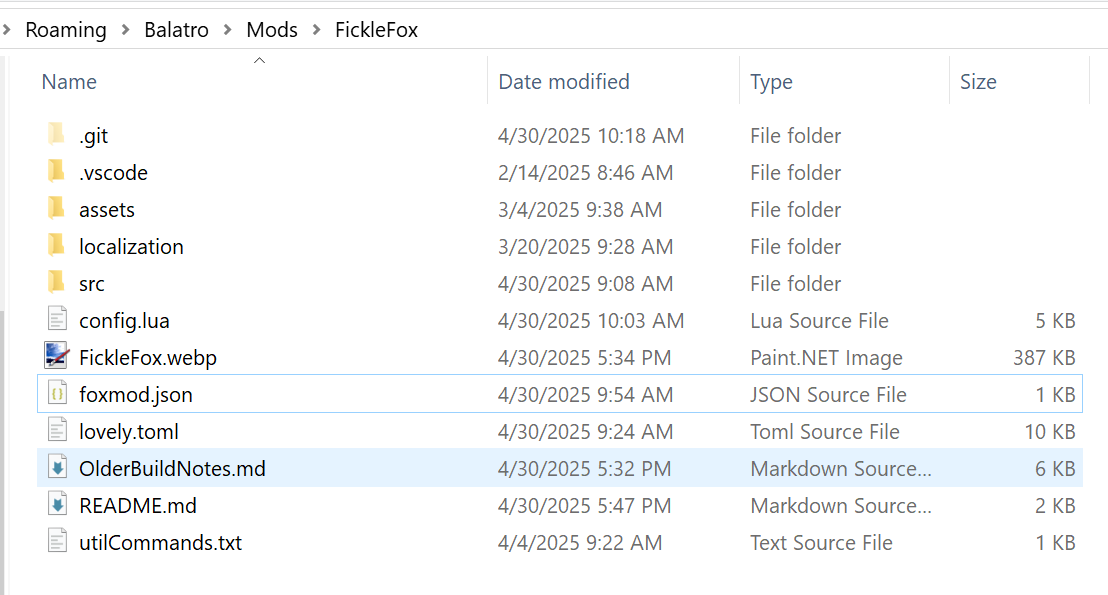 Roaming > Balatro > Mods > FickleFox
Name Date modified Type Size
.git 4/30/2025 10:18 AM File folder
.vscode 2/14/2025 8:46 AM File folder
assets 3/4/2025 9:38 AM File folder
localization 3/20/2025 9:28 AM File folder
src 4/30/2025 9:08 AM File folder
config.lua 4/30/2025 10:03 AM Lua Source File 5 KB
FickleFox.webp 4/30/2025 5:34 PM Paint.NET Image 387 KB
foxmod.json 4/30/2025 9:54 AM JSON Source File 1 KB
lovely.toml 4/30/2025 9:24 AM Toml Source File 10 KB
OlderBuildNotes.md 4/30/2025 5:32 PM Markdown Source... 6 KB
README.md 4/30/2025 5:47 PM Markdown Source... 2 KB
utilCommands.txt 4/4/2025 9:22 AM Text Source File 1 KB